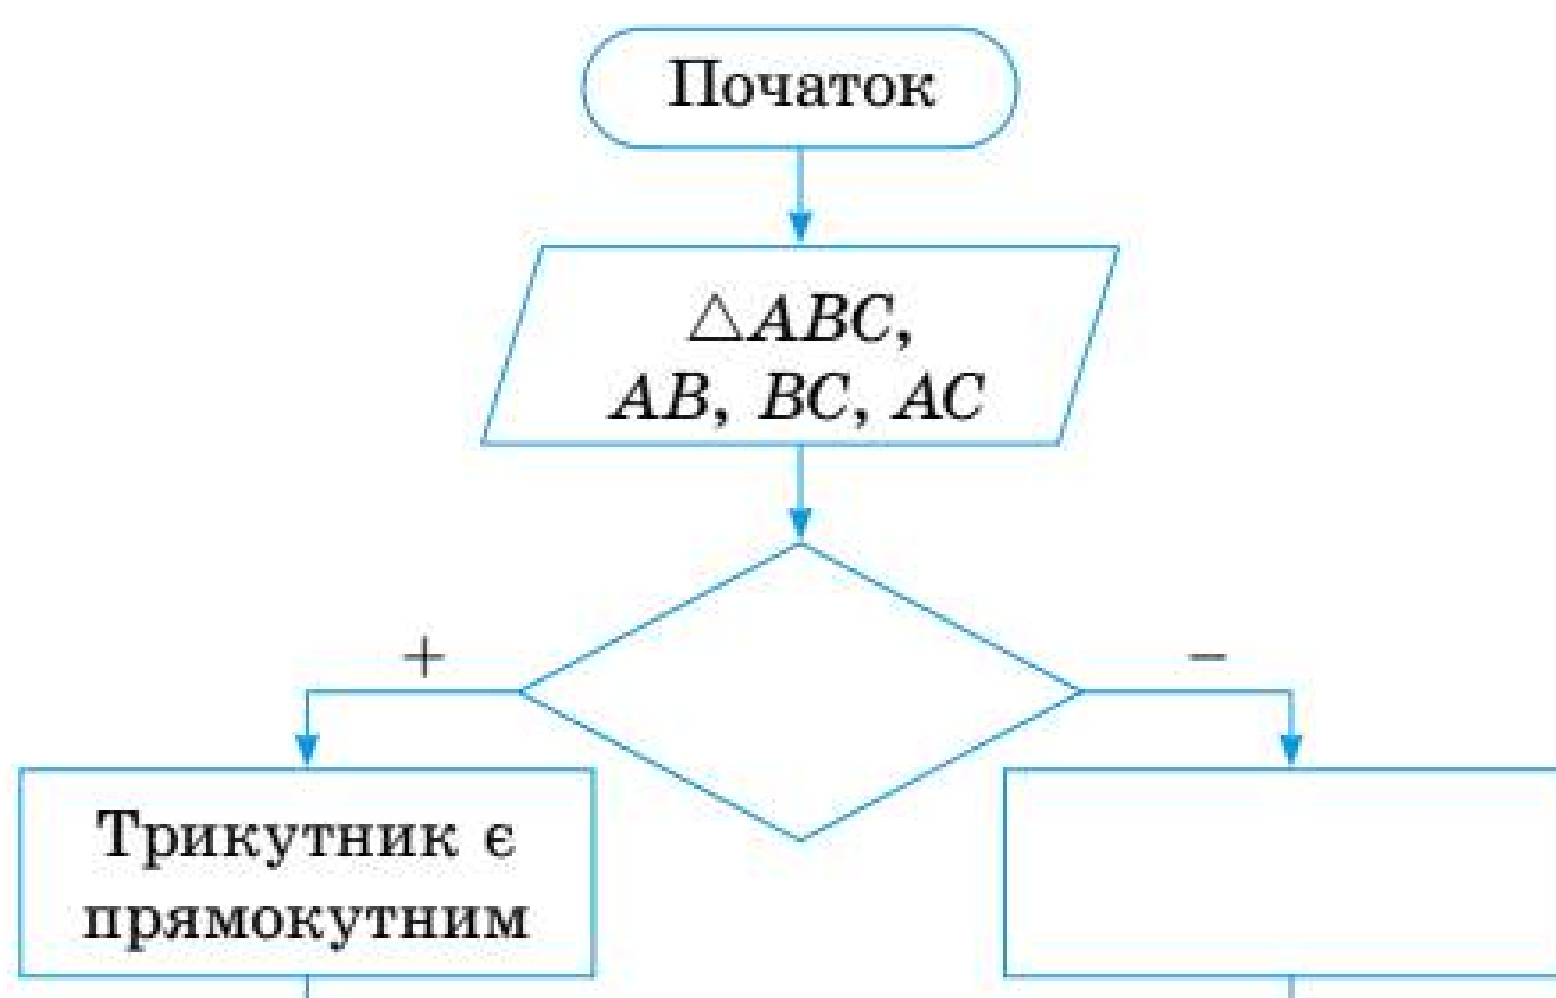 Початок
△ABC,
AB, BC, AC
+
−
Трикутник є
прямокутним